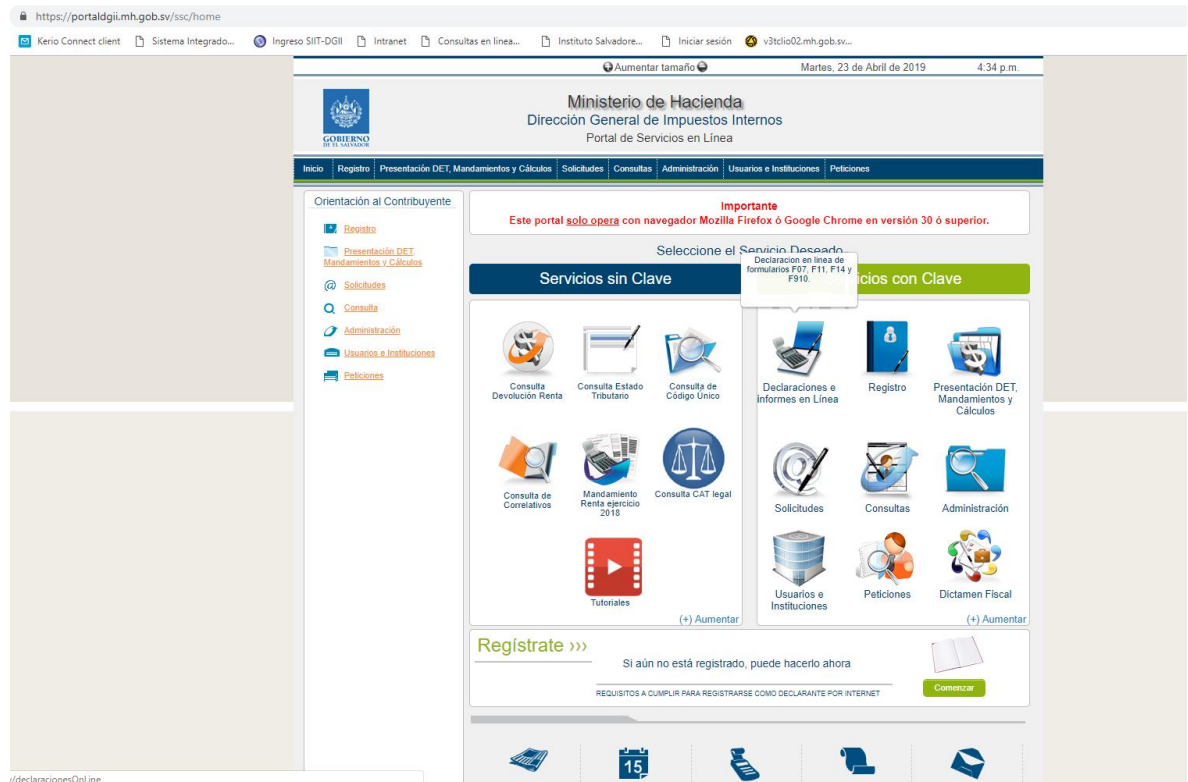 https://portaldgii.mh.gob.sv/ssc/home
Kerio Connect client
Sistema Integrado...
Ingreso SIIT-DGII
Intranet
Consultas en linea...
Instituto Salvadore...
Iniciar sesión
v3tclio02.mh.gob.sv...
Aumentar tamaño
Martes, 23 de Abril de 2019
4:34 p.m.
GOBIERNO
DE EL SALVADOR
Ministerio de Hacienda
Dirección General de Impuestos Internos
Portal de Servicios en Línea
Inicio
Registro
Presentación DET, Mandamientos y Cálculos
Solicitudes
Consultas
Administración
Usuarios e Instituciones
Peticiones
Orientación al Contribuyente
Registro
Presentación DET,
Mandamientos y Cálculos
Solicitudes
Consulta
Administración
Usuarios e Instituciones
Peticiones
Importante
Este portal solo opera con navegador Mozilla Firefox ó Google Chrome en versión 30 ó superior.
Seleccione el Servicio Deseado
Declaracion en linea de
formularios F07, F11, F14 y
F910.
Servicios sin Clave
icios con Clave
Consulta
Devolución Renta
Consulta Estado
Tributario
Consulta de
Código Único
Consulta de
Correlativos
Mandamiento
Renta ejercicio
2018
Consulta CAT legal
Tutoriales
(+) Aumentar
Declaraciones e
informes en Línea
Registro
Presentación DET,
Mandamientos y
Cálculos
Solicitudes
Consultas
Administración
Usuarios e
Instituciones
Peticiones
Dictamen Fiscal
(+) Aumentar
Regístrate ›››
Si aún no está registrado, puede hacerlo ahora
REQUISITOS A CUMPLIR PARA REGISTRARSE COMO DECLARANTE POR INTERNET
Comenzar
15
/declaracionesOnLine